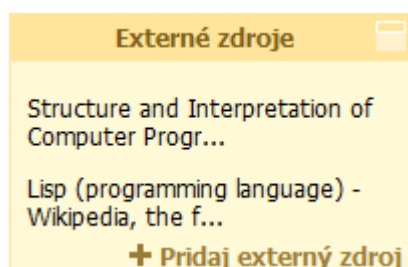 Externé zdroje
Structure and Interpretation of
Computer Progr...
Lisp (programming language) -
Wikipedia, the f...
+ Pridaj externý zdroj